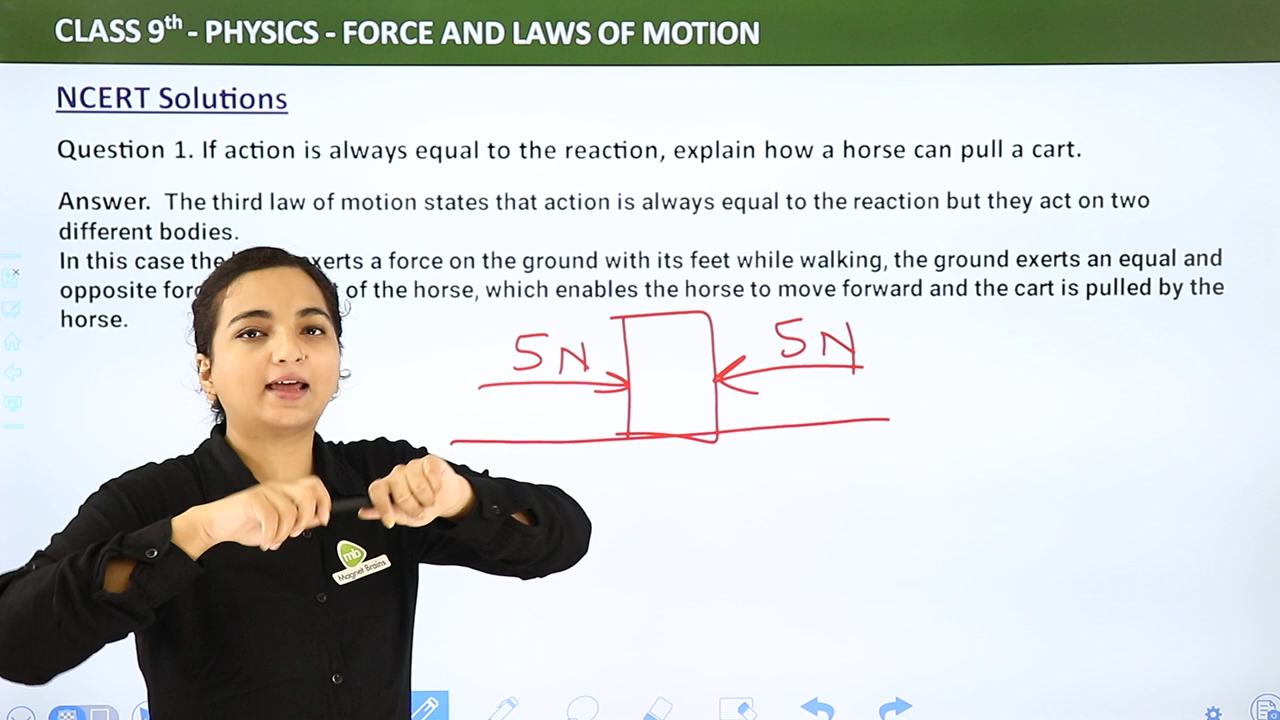 CLASS 9th - PHYSICS - FORCE AND LAWS OF MOTION
NCERT Solutions
Question 1. If action is always equal to the reaction, explain how a horse can pull a cart.
Answer. The third law of motion states that action is always equal to the reaction but they act on two
different bodies.
In this case the exerts a force on the ground with its feet while walking, the ground exerts an equal and
opposite of the horse, which enables the horse to move forward and the cart is pulled by the
horse.
5N 5N
mb
Magnet Brains